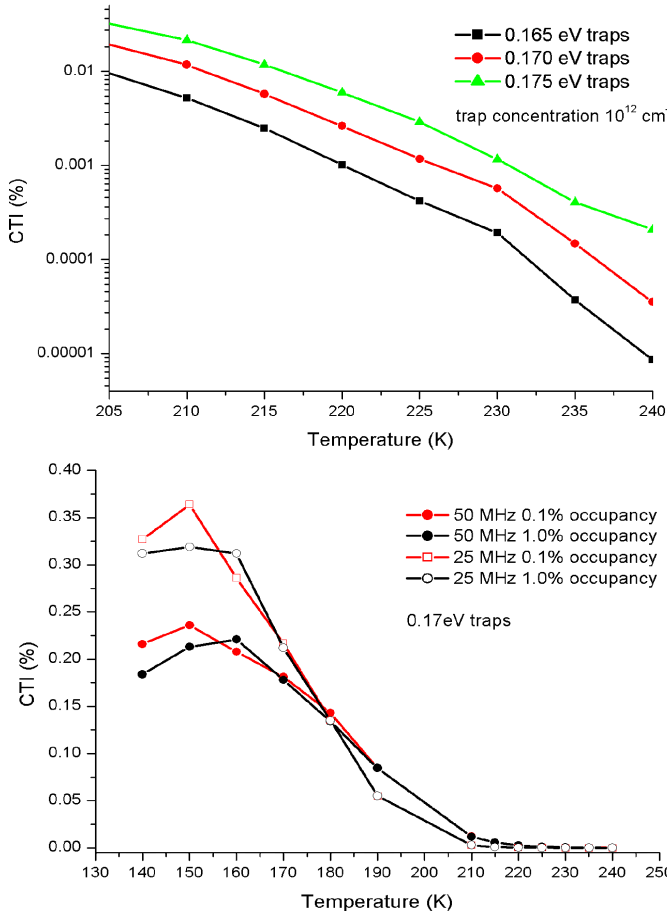 0.165 eV traps
0.170 eV traps
0.175 eV traps
trap concentration 10¹² cm
CTI (%)
0.01
0.001
0.0001
0.00001
205 210 215 220 225 230 235 240
Temperature (K)
0.40
0.35
0.30
0.25
0.20
0.15
0.10
0.05
0.00
CTI (%)
50 MHz 0.1% occupancy
50 MHz 1.0% occupancy
25 MHz 0.1% occupancy
25 MHz 1.0% occupancy
0.17eV traps
130 140 150 160 170 180 190 200 210 220 230 240 250
Temperature (K)